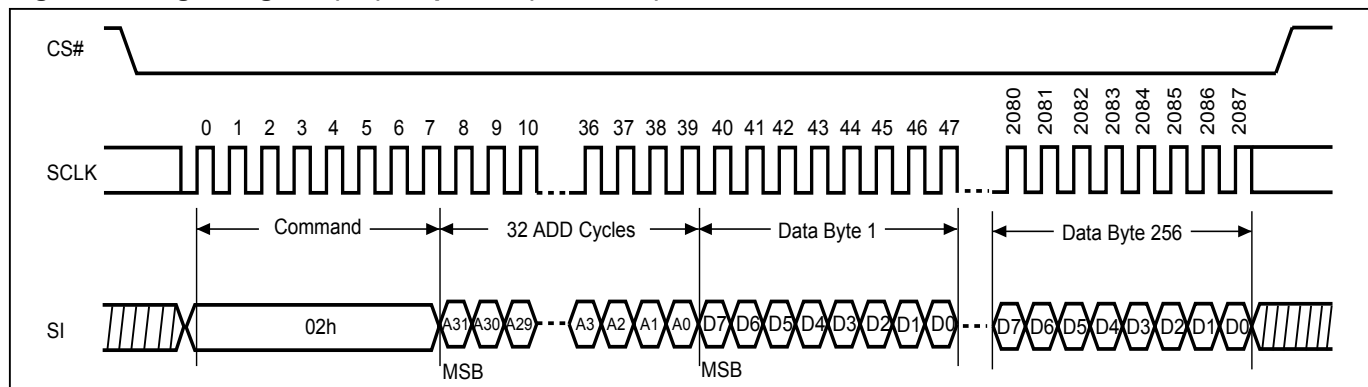 CS#
2080 2081 2082 2083 2084 2085 2086 2087
0 1 2 3 4 5 6 7 8 9 10 36 37 38 39 40 41 42 43 44 45 46 47
SCLK
Command 32 ADD Cycles Data Byte 1 Data Byte 256
SI 02h A31 A30 A29 A3 A2 A1 A0 D7 D6 D5 D4 D3 D2 D1 D0 D7 D6 D5 D4 D3 D2 D1 D0
MSB MSB